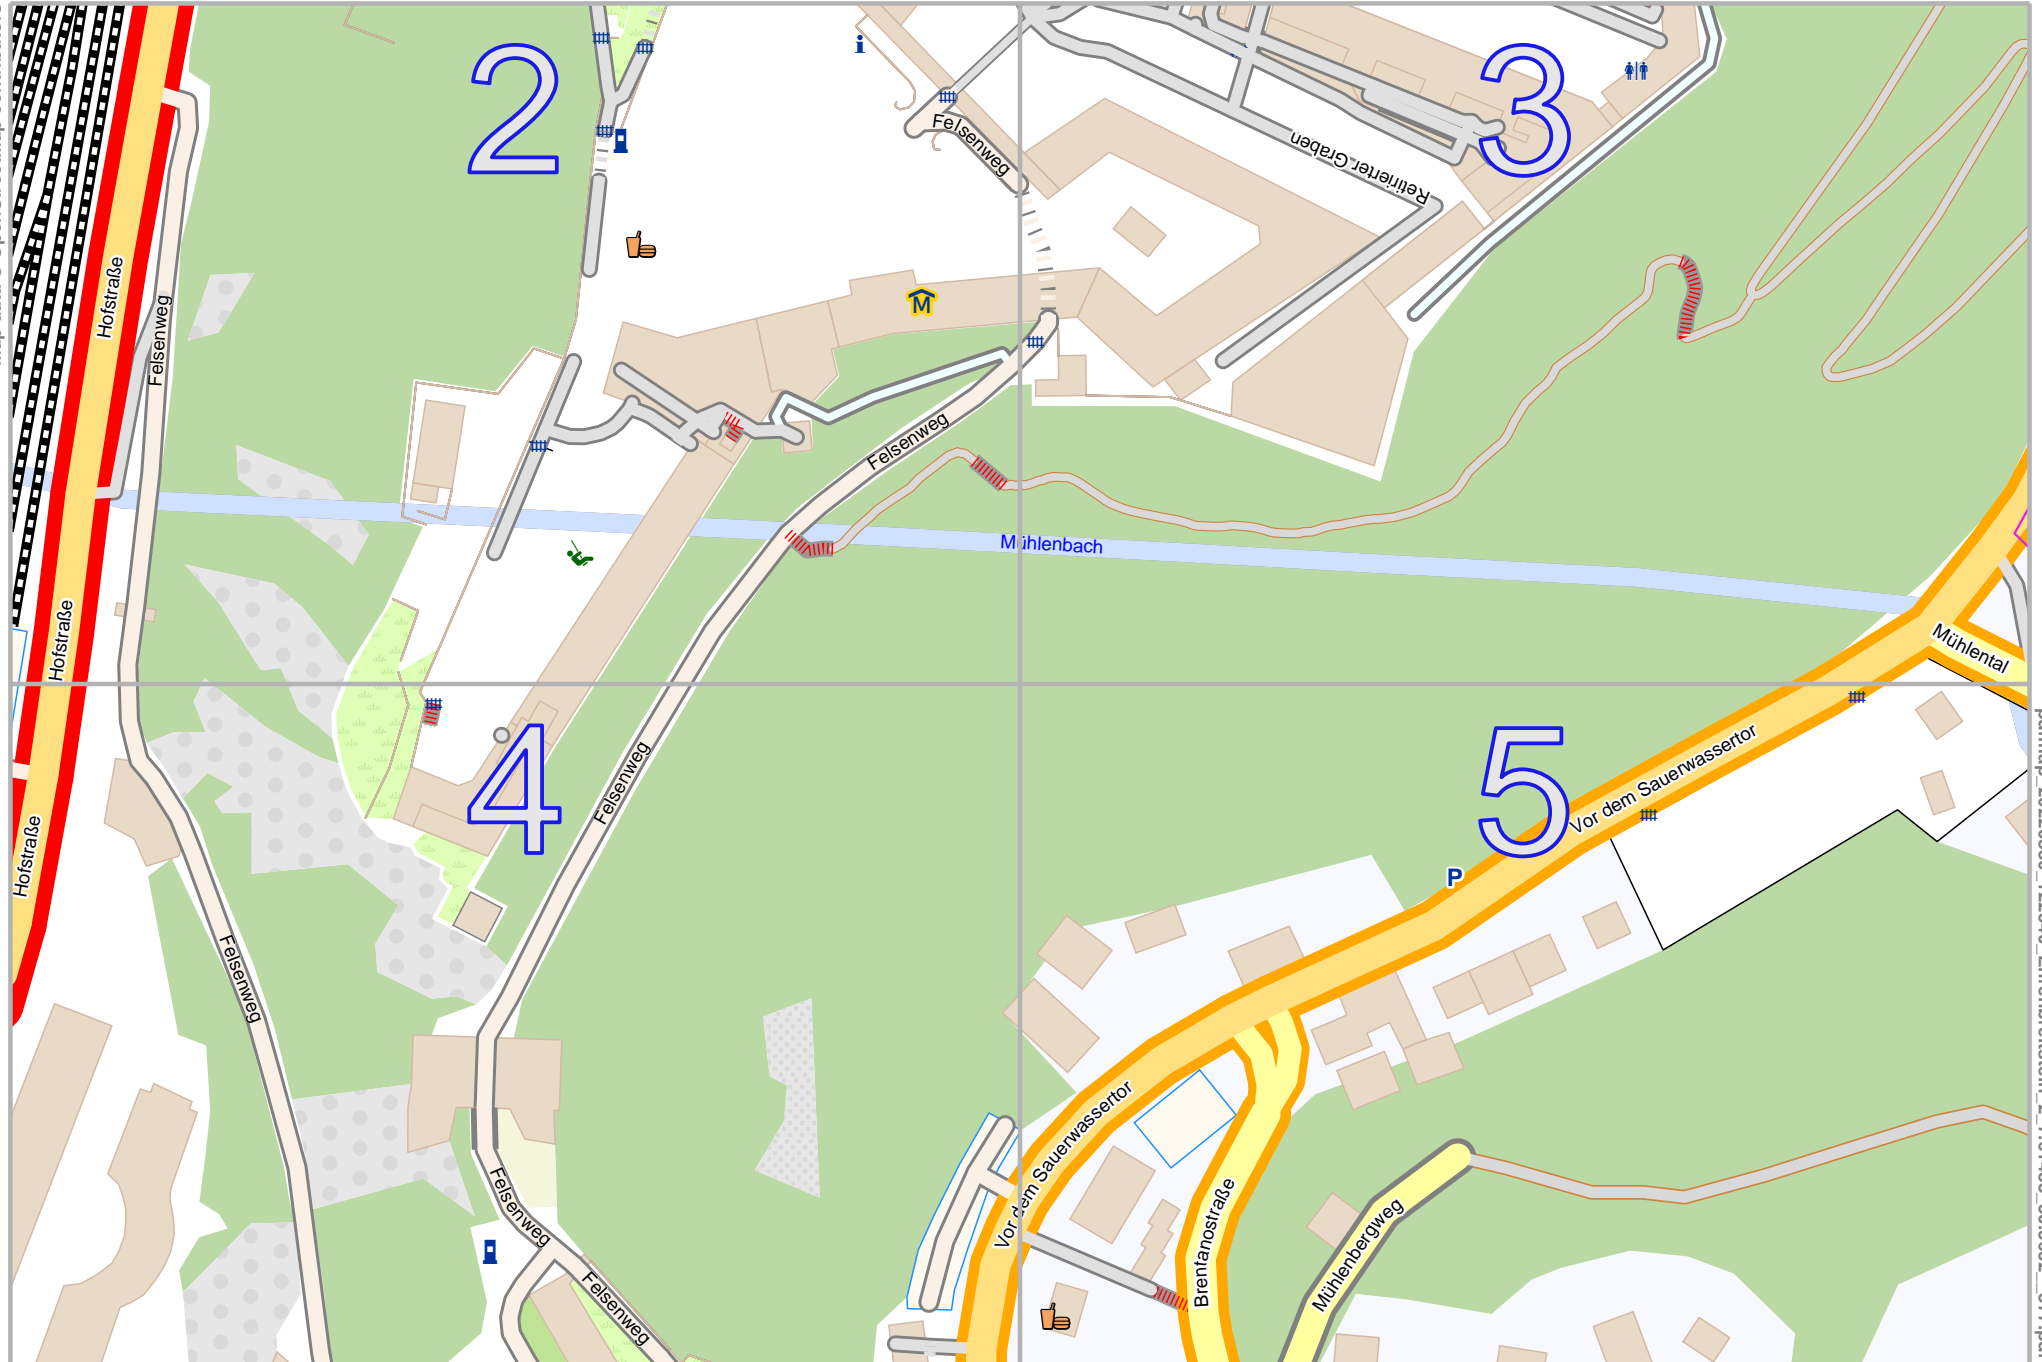 2
3
i
Felsenweg
Retirierter Graben
Hofstraße
Felsenweg
M
Felsenweg
Mühlenbach
Hofstraße
Mühlental
4
5
Felsenweg
Vor dem Sauerwassertor
Hofstraße
P
Felsenweg
Vor dem Sauerwassertor
Felsenweg
Brentanostraße
Mühlenbergweg
Felsenweg